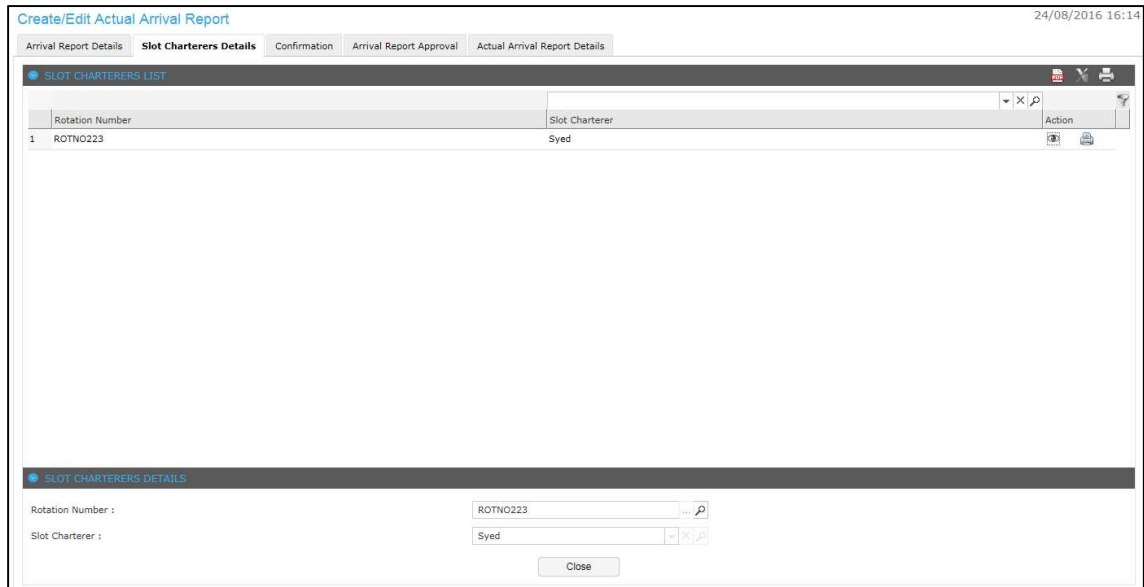 Create/Edit Actual Arrival Report 24/08/2016 16:14
Arrival Report Details Slot Charterers Details Confirmation Arrival Report Approval Actual Arrival Report Details
SLOT CHARTERERS LIST PDF
Rotation Number Slot Charterer Action
1 ROTNO223 Syed
SLOT CHARTERERS DETAILS
Rotation Number : ROTNO223 ...
Slot Charterer : Syed
Close